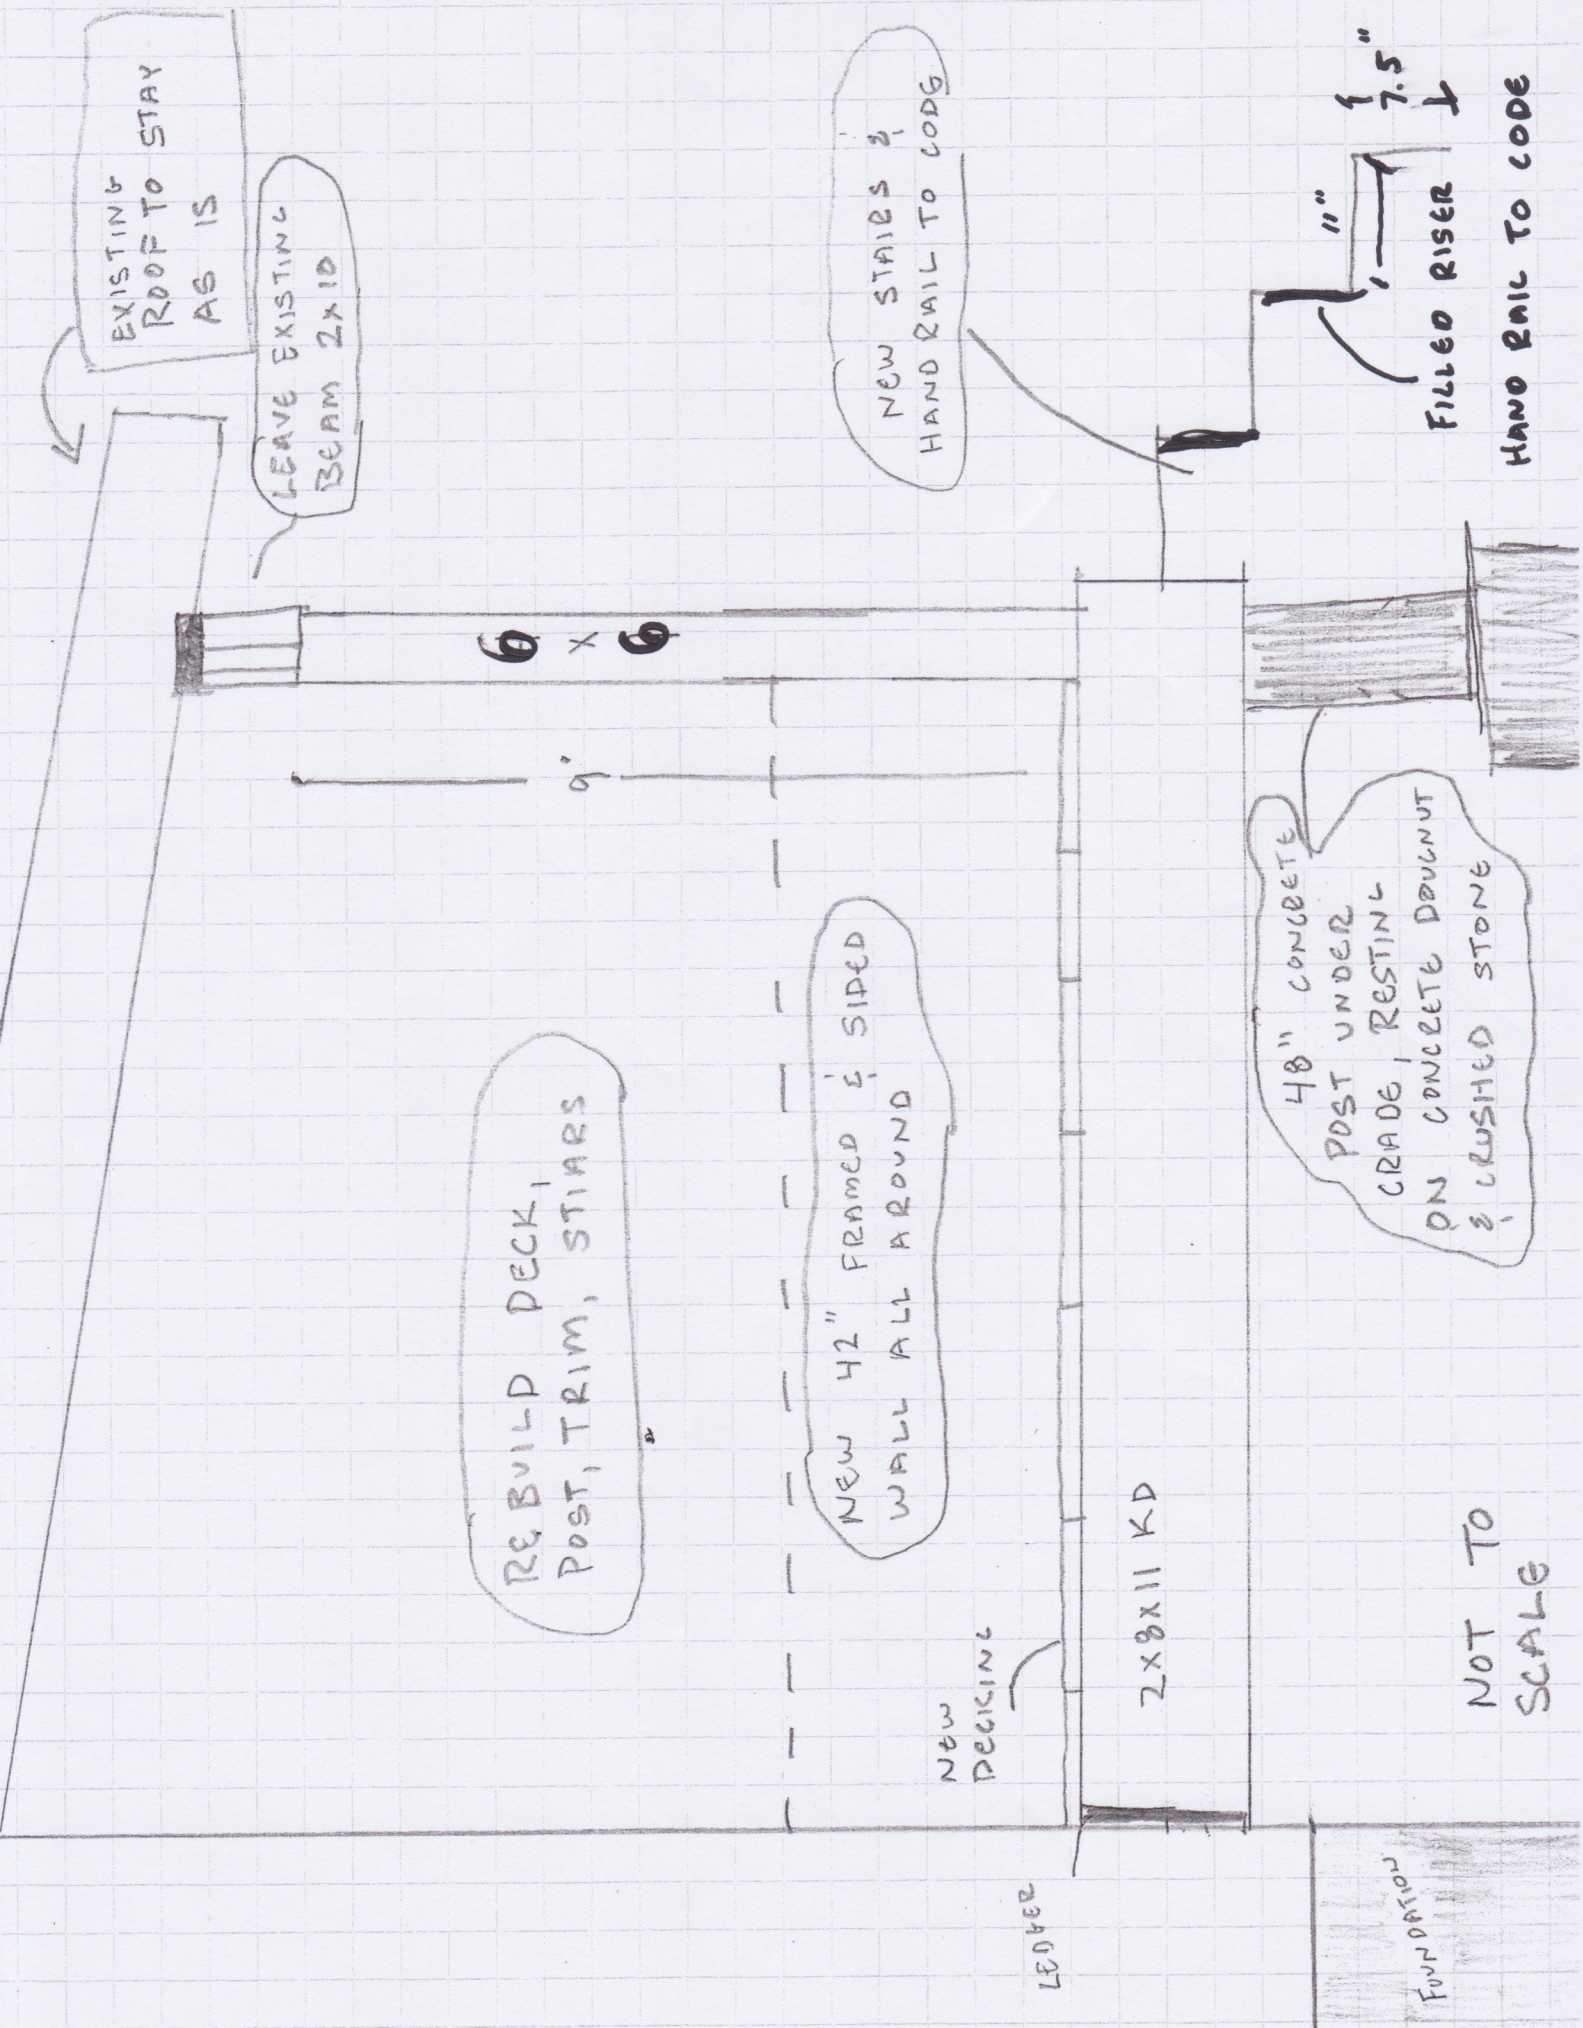 EXISTING
ROOF TO STAY
AS IS
LEAVE EXISTING
BEAM 2x10
6 x 6
9'
REBUILD DECK,
POST, TRIM, STIARS
NEW 42" FRAMED & SIDED
WALL ALL AROUND
NEW STAIRS &
HAND RAIL TO CODE
NEW
DECKING
LEDGER
2x8x11 KD
11"
7.5"
FILLED RISER
HAND RAIL TO CODE
48" CONCRETE
POST UNDER
GRADE, RESTING
ON CONCRETE DOUGNUT
& CRUSHED STONE
NOT TO
SCALE
FOUNDATION